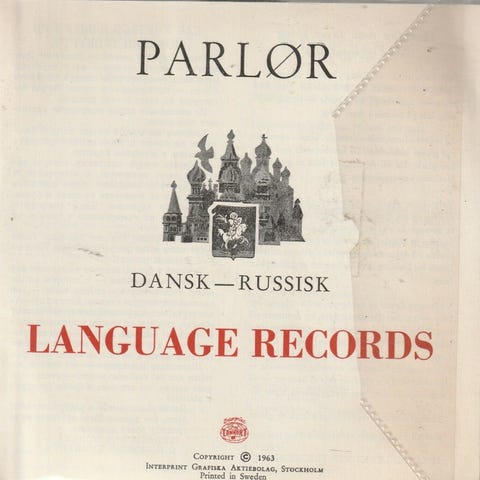 PARLØR
DANSK — RUSSISK
LANGUAGE RECORDS
COPYRIGHT © 1963
INTERPRINT GRAFISKA AKTIEBOLAG, STOCKHOLM
Printed in Sweden